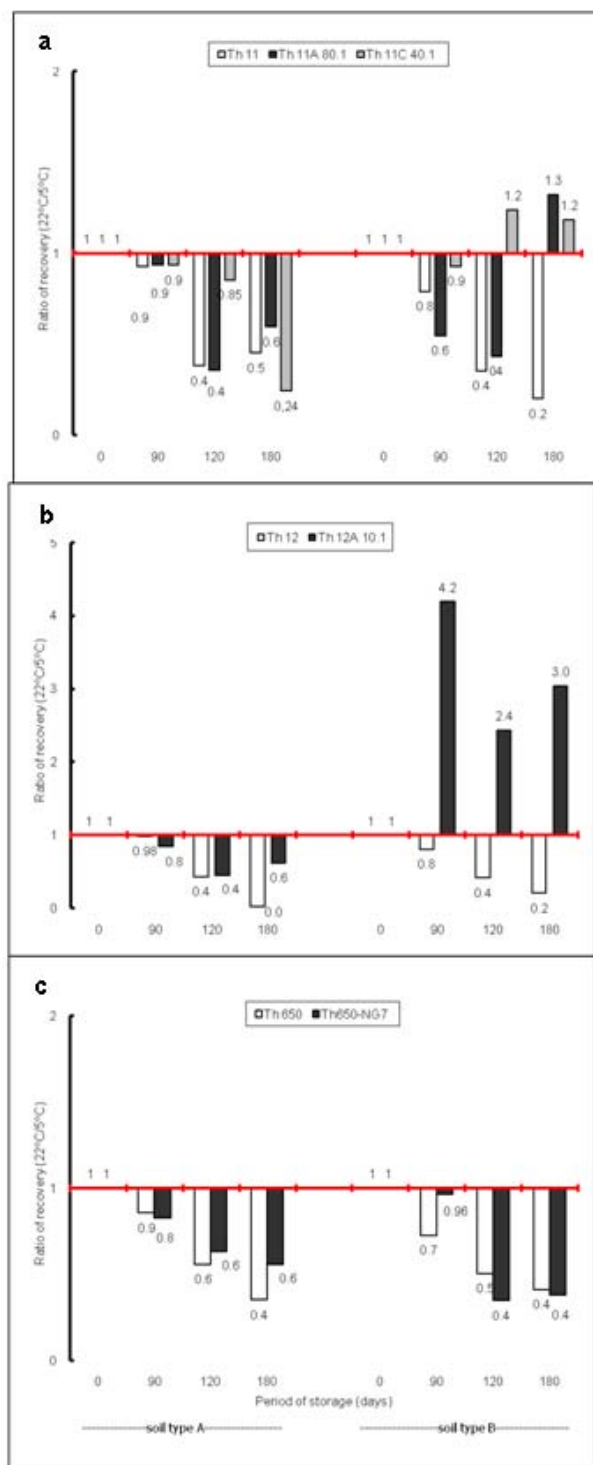 a
Th 11 Th 11A 80.1 Th 11C 40.1
Ratio of recovery (22°C/5°C)
2
1
0
1 1 1
0.9 0.9 0.9
0.4 0.4 0.85
0.5 0.6 0,24
1 1 1
0.8 0.6 0.9
0.4 04 1.2
0.2 1.3 1.2
0 90 120 180 0 90 120 180
b
Th 12 Th 12A 10.1
Ratio of recovery (22°C/5°C)
5
4
3
2
1
0
1 1
0.98 0.8
0.4 0.4
0.0 0.6
1 1
0.8 4.2
0.4 2.4
0.2 3.0
0 90 120 180 0 90 120 180
c
Th 650 Th650-NG7
Ratio of recovery (22°C/5°C)
2
1
0
1 1
0.9 0.8
0.6 0.6
0.4 0.6
1 1
0.7 0.96
0.5 0.4
0.4 0.4
0 90 120 180 0 90 120 180
Period of storage (days)
soil type A soil type B